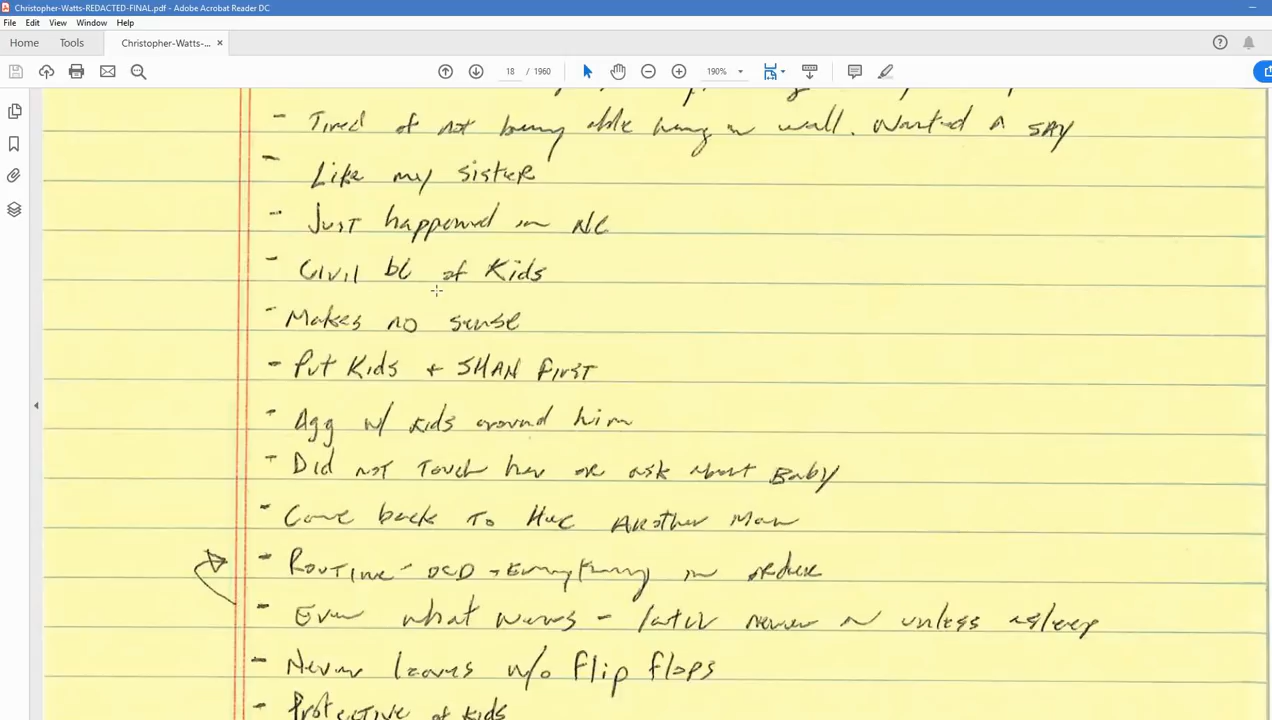 Christopher-Watts-REDACTED-FINAL.pdf - Adobe Acrobat Reader DC
File Edit View Window Help
Home Tools Christopher-Watts-... ×
18 / 1960 190%
- Tired of not being able hang on wall. Wanted A SAY
- Like my sister
- Just happened in NC
- Civil bc of Kids
- Makes no sense
- Put Kids + SHAN First
- Agg w/ kids around him
- Did not Touch her or ask about Baby
- Came back To Her Another Man
- Routine - OCD - Everything in order
- Even what wears - never unless asleep
- Never leaves w/o flip flops
- Protective of kids